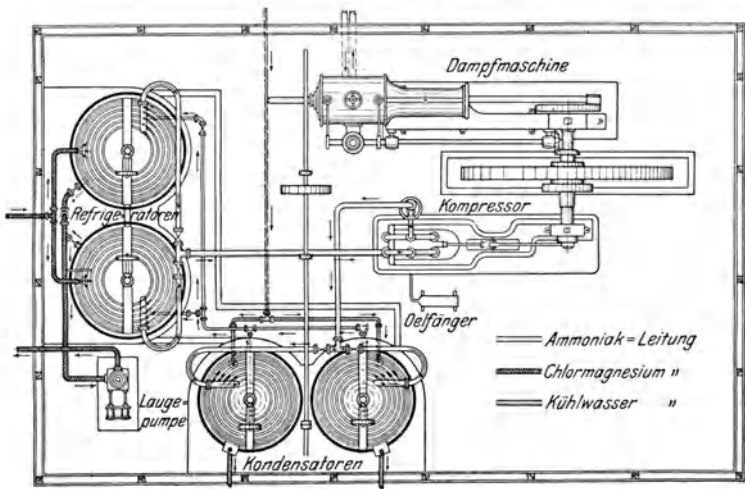 Dampfmaschine
Refrigeratoren
Kompressor
Oelfänger
Ammoniak=Leitung
Chlormagnesium "
Kühlwasser "
Lauge=
pumpe
Kondensatoren